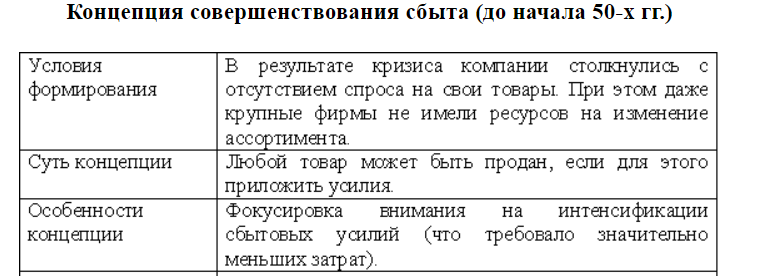 Концепция совершенствования сбыта (до начала 50-х гг.)
Условия формирования
В результате кризиса компании столкнулись с
отсутствием спроса на свои товары. При этом даже
крупные фирмы не имели ресурсов на изменение
ассортимента.
Суть концепции
Любой товар может быть продан, если для этого
приложить усилия.
Особенности
концепции
Фокусировка внимания на интенсификации
сбытовых усилий (что требовало значительно
меньших затрат).